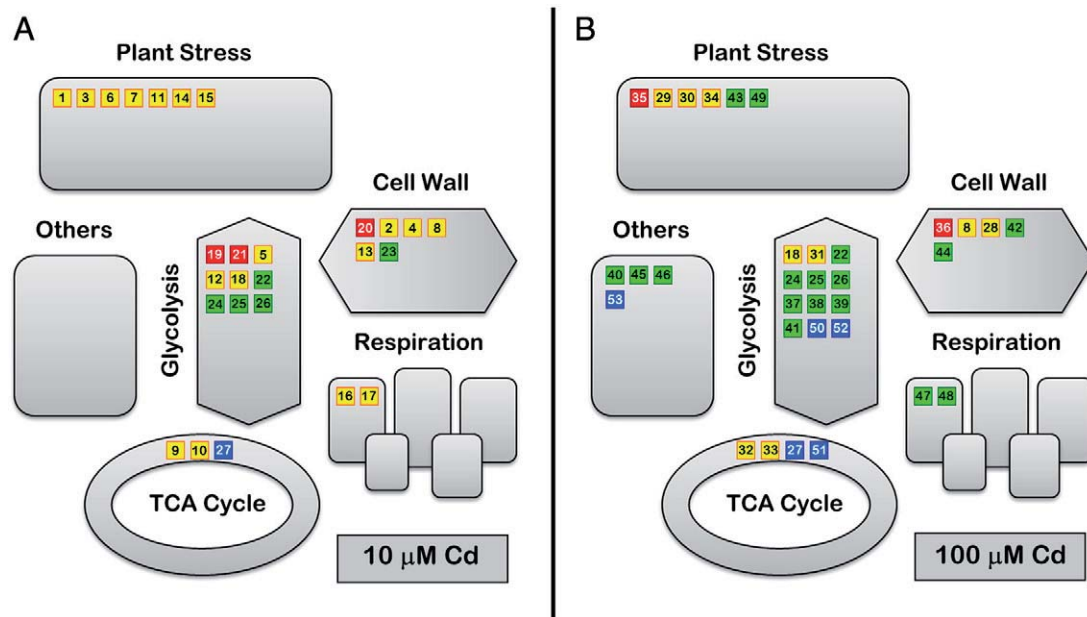 A
Plant Stress
1 3 6 7 11 14 15
Cell Wall
20 2 4 8
13 23
Others
Glycolysis
19 21 5
12 18 22
24 25 26
Respiration
16 17
9 10 27
TCA Cycle
10 μM Cd
B
Plant Stress
35 29 30 34 43 49
Cell Wall
36 8 28 42
44
Others
40 45 46
53
Glycolysis
18 31 22
24 25 26
37 38 39
41 50 52
Respiration
47 48
32 33 27 51
TCA Cycle
100 μM Cd